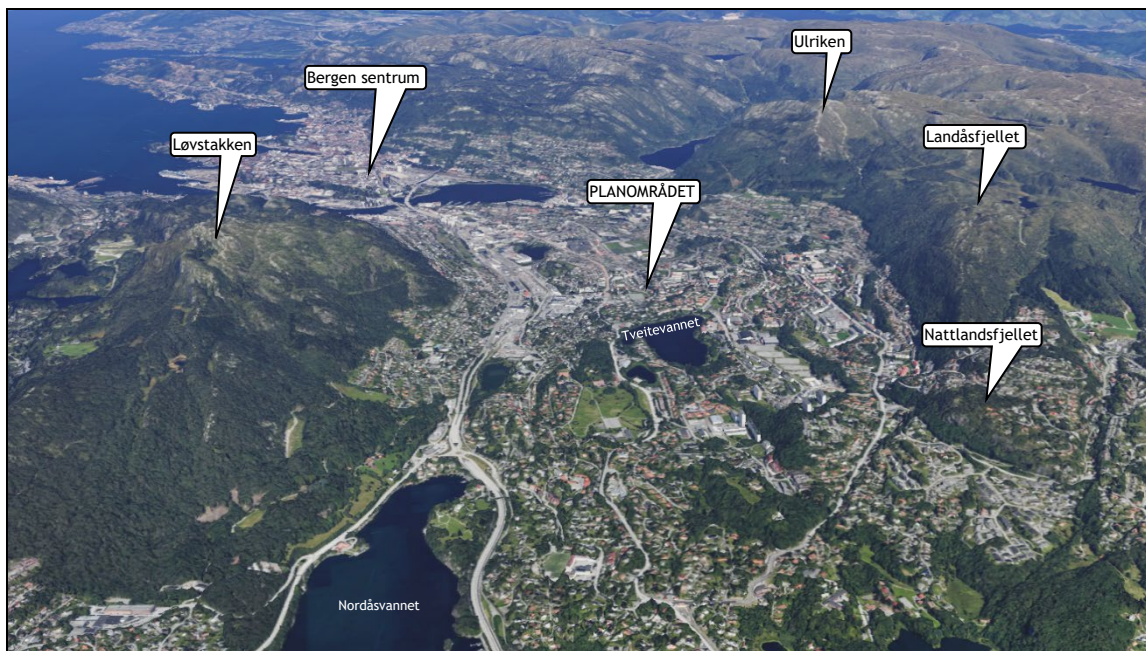 Ulriken
Bergen sentrum
Løvstakken
Landåsfjellet
PLANOMRÅDET
Tveitevannet
Nattlandsfjellet
Nordåsvannet